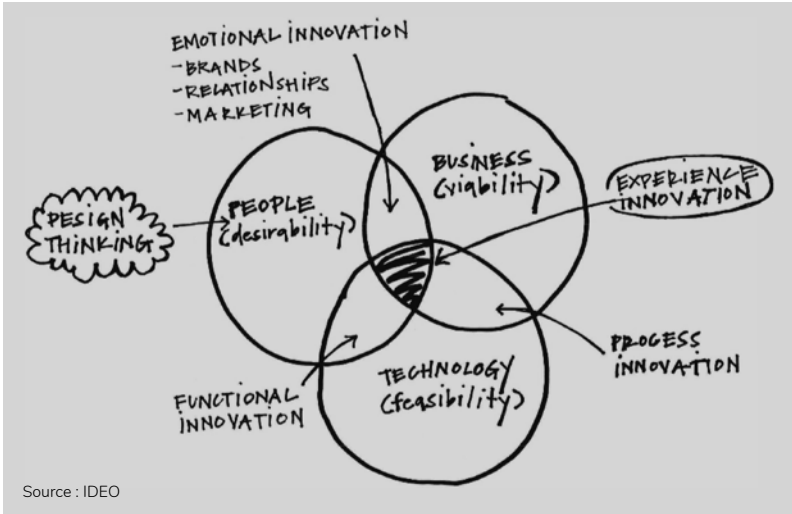 EMOTIONAL INNOVATION
-BRANDS
-RELATIONSHIPS
-MARKETING
BUSINESS
(viability)
EXPERIENCE
INNOVATION
PEOPLE
(desirability)
DESIGN
THINKING
PROCESS
INNOVATION
TECHNOLOGY
(feasibility)
FUNCTIONAL
INNOVATION
Source : IDEO